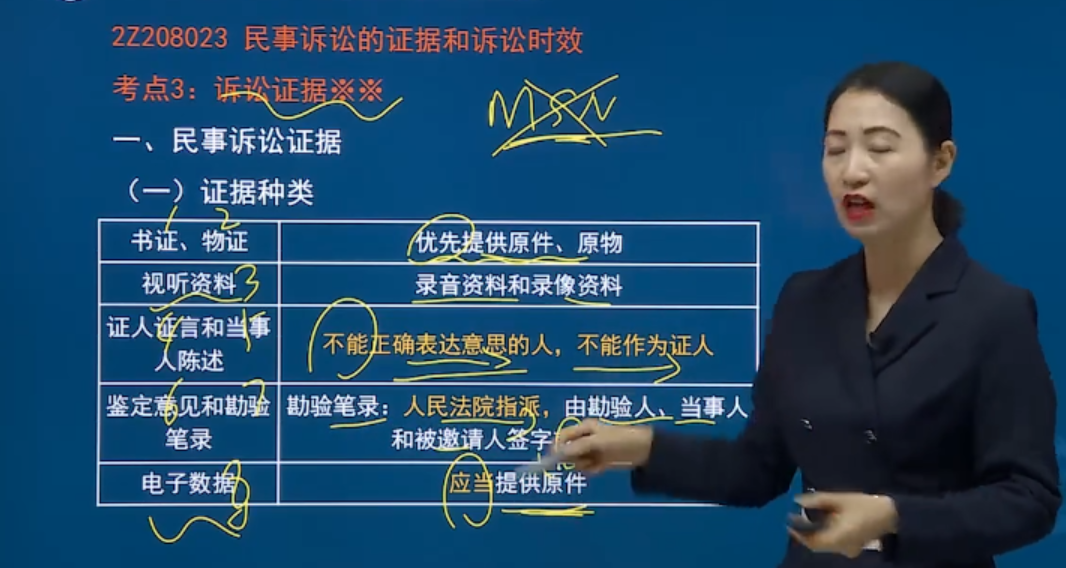 2Z208023 民事诉讼的证据和诉讼时效
考点3：诉讼证据※※
MSN
一、民事诉讼证据
（一）证据种类
1 2
书证、物证 优先提供原件、原物
视听资料3 录音资料和录像资料
证人证言和当事人陈述 4 5 不能正确表达意思的人，不能作为证人
鉴定意见和勘验笔录 6 7 勘验笔录：人民法院指派，由勘验人、当事人
和被邀请人签字
电子数据8 应当提供原件